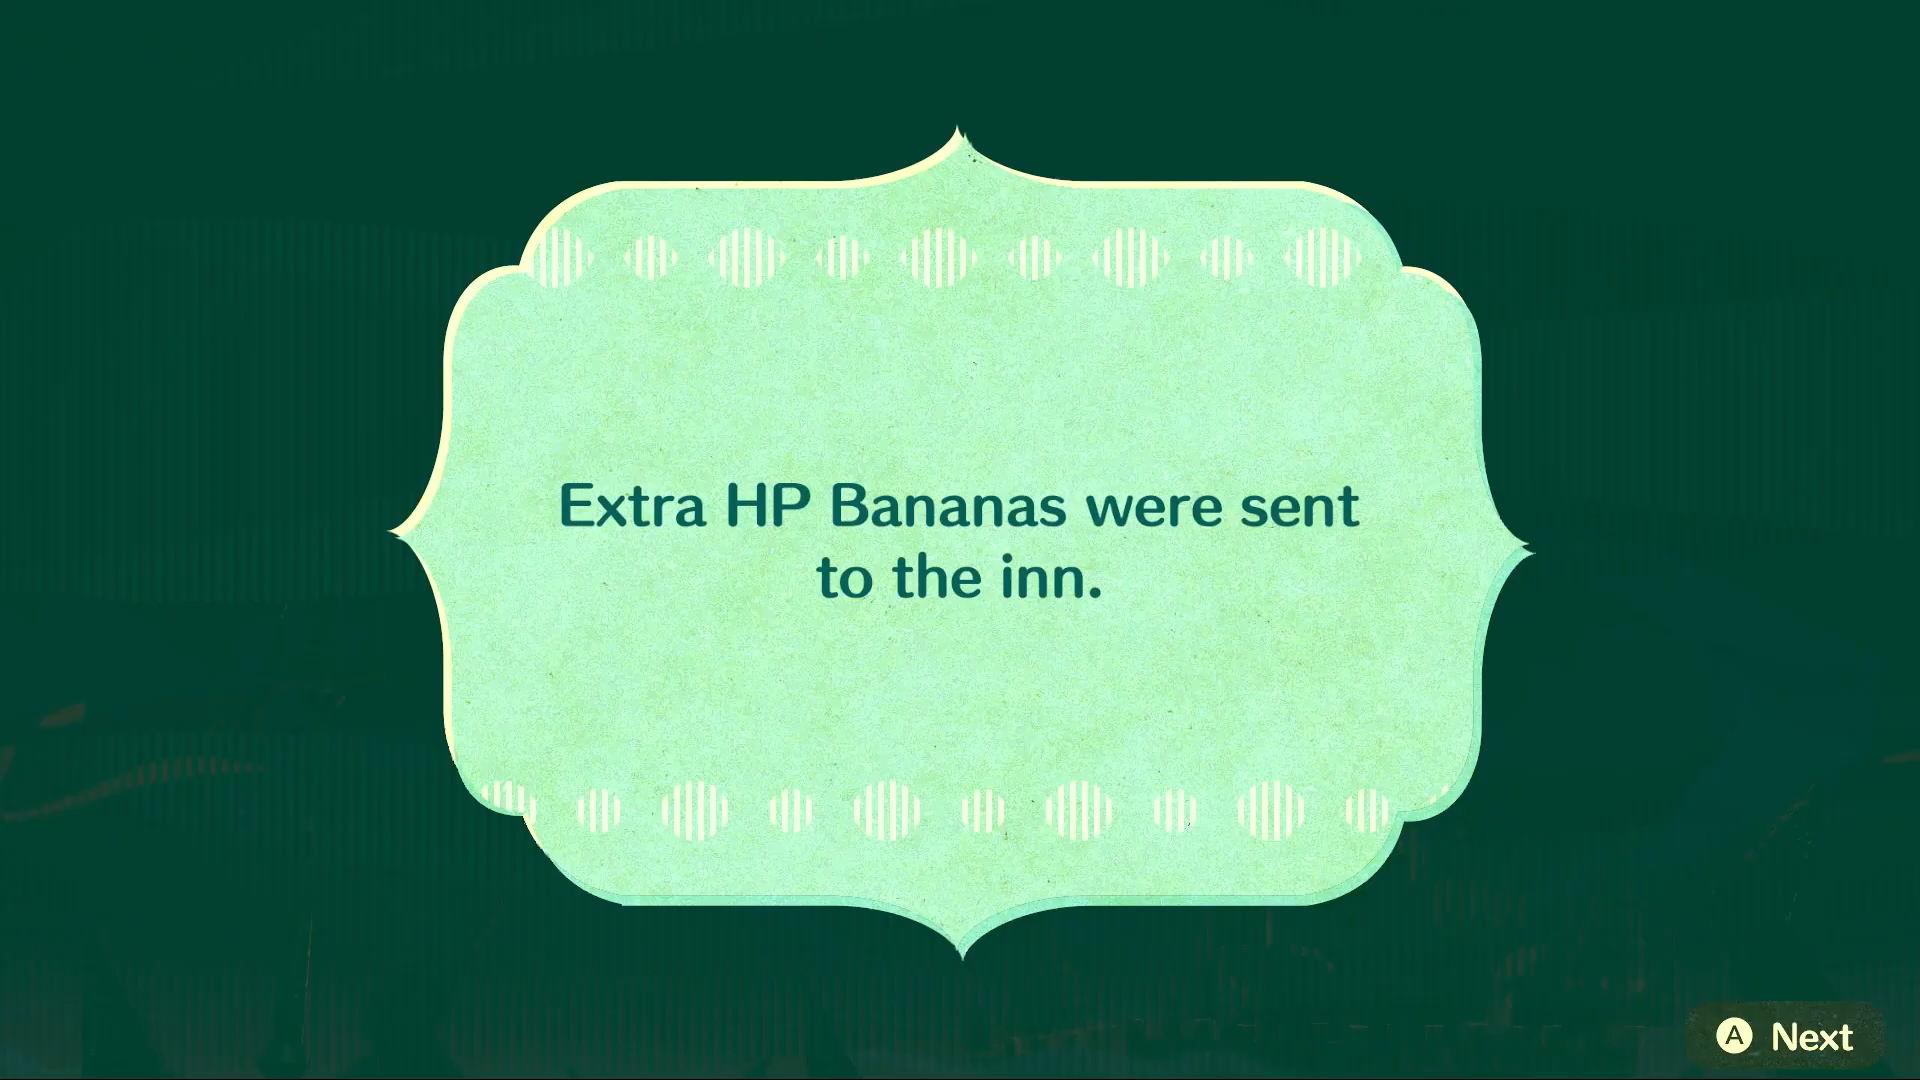 Extra HP Bananas were sent
to the inn.
A Next